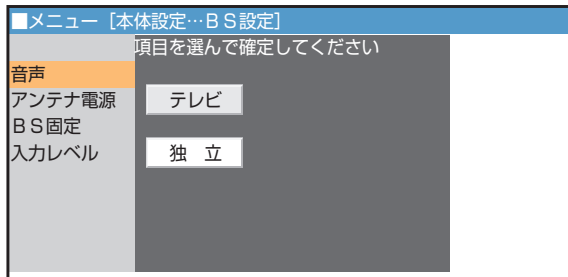 ■メニュー［本体設定…ＢＳ設定］
項目を選んで確定してください
音声
アンテナ電源
ＢＳ固定
入力レベル
テレビ
独　立